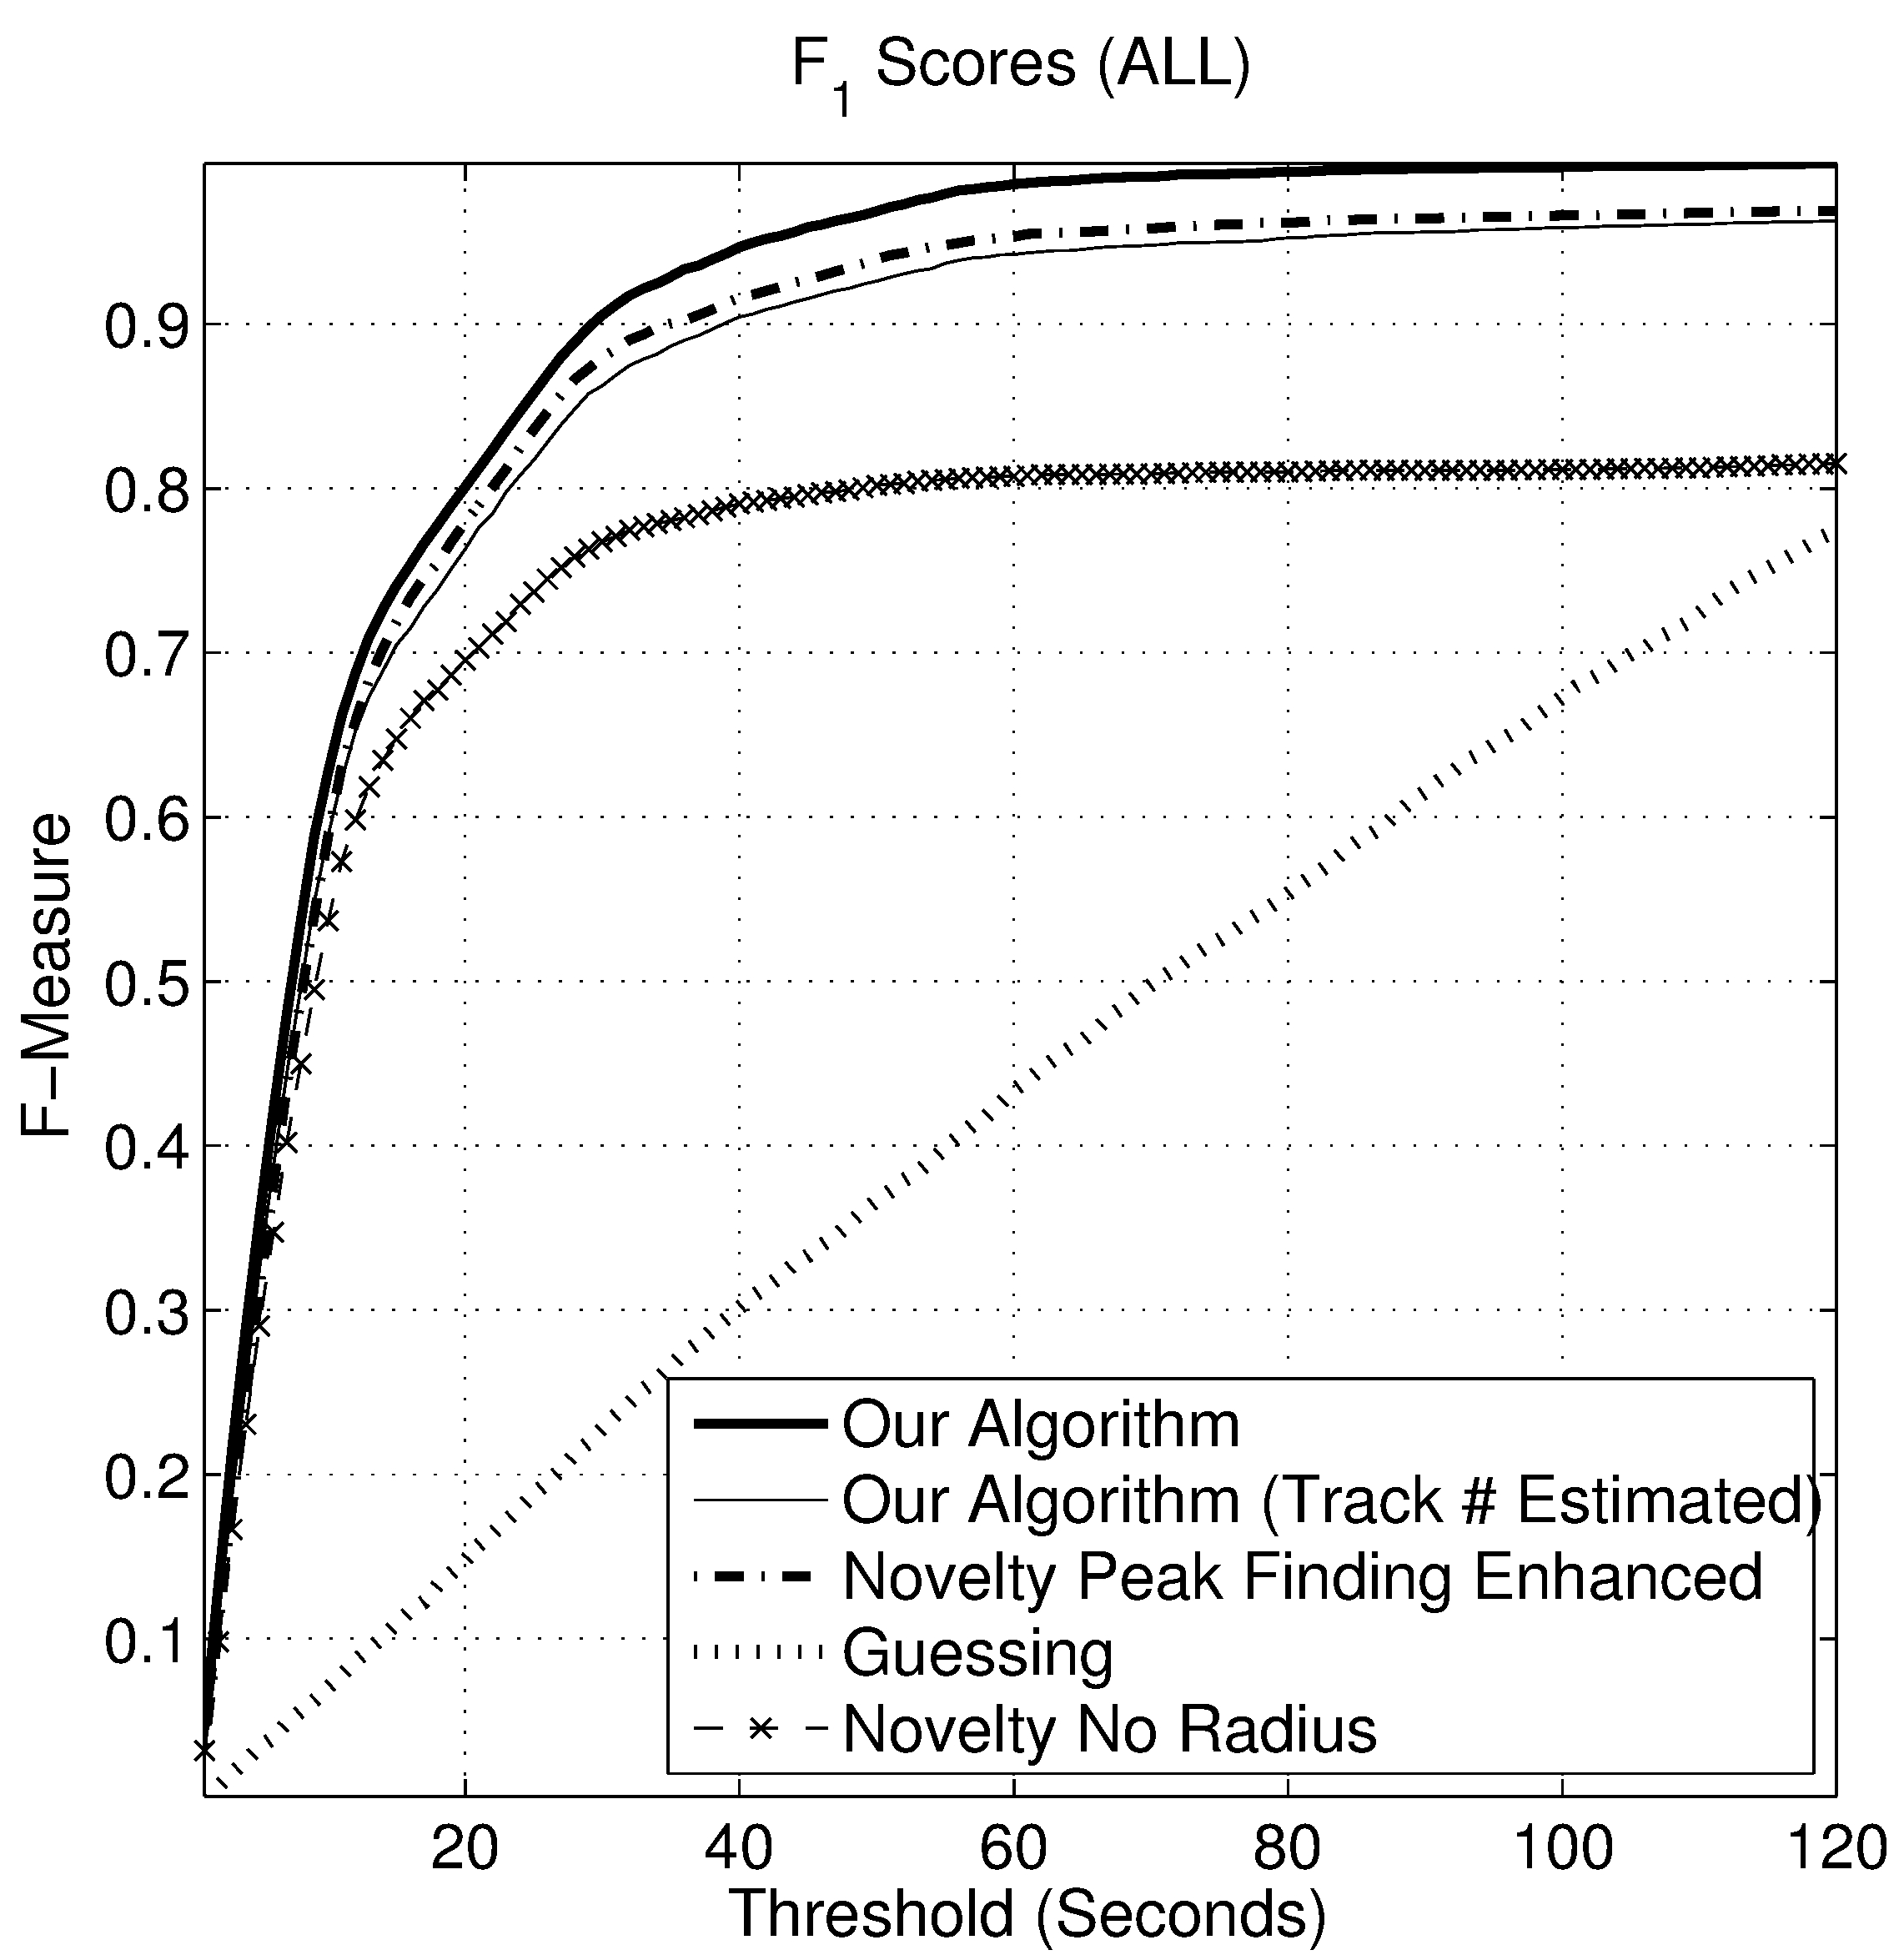 F1 Scores (ALL)
F-Measure
0.9
0.8
0.7
0.6
0.5
0.4
0.3
0.2
0.1
Our Algorithm
Our Algorithm (Track # Estimated)
Novelty Peak Finding Enhanced
Guessing
Novelty No Radius
20 40 60 80 100 120
Threshold (Seconds)